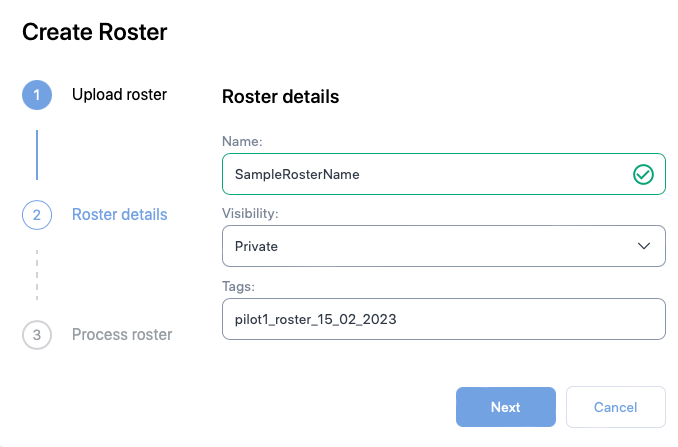 Create Roster
1
Upload roster
2
Roster details
3
Process roster
Roster details
Name:
SampleRosterName
Visibility:
Private
Tags:
pilot1_roster_15_02_2023
Next
Cancel